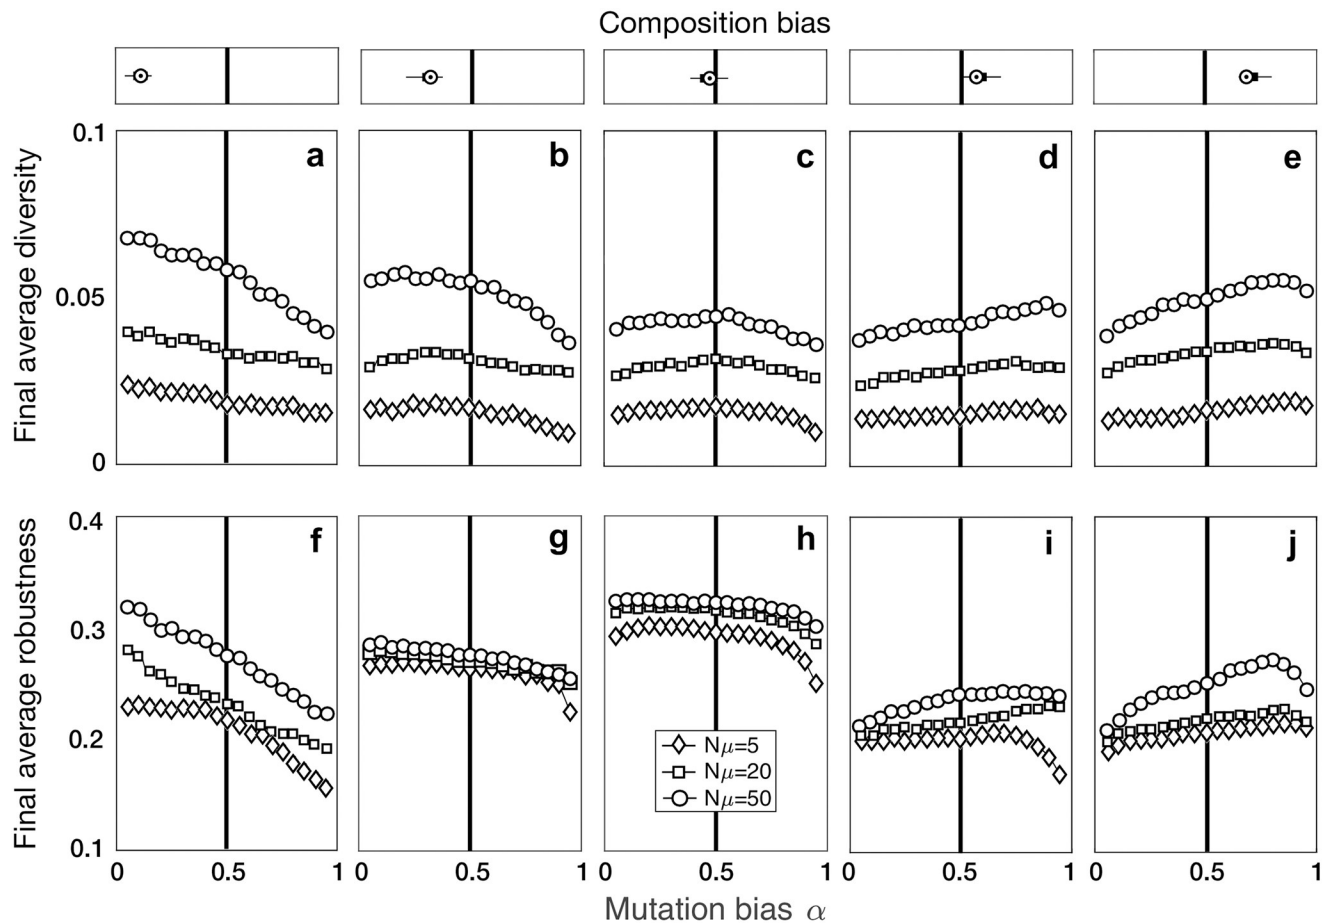 Composition bias
a b c d e
Final average diversity
0.1
0.05
0
f g h i j
Final average robustness
0.4
0.3
0.2
0.1
Nμ=5
Nμ=20
Nμ=50
0 0.5 1 0 0.5 1 0 0.5 1 0 0.5 1 0 0.5 1
Mutation bias α